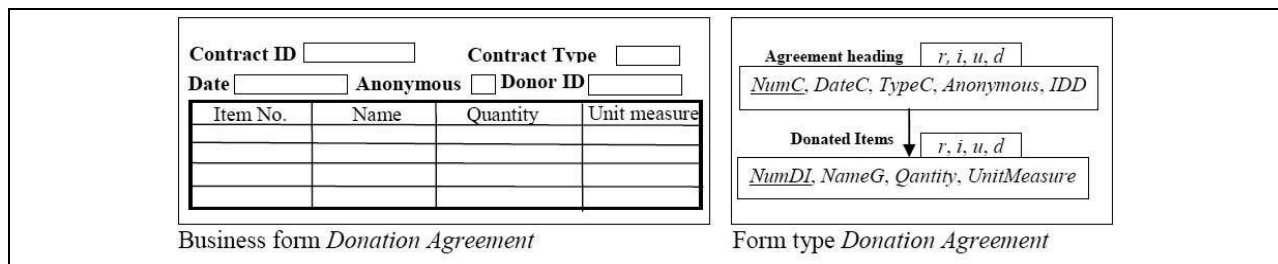 Contract ID
Contract Type
Date
Anonymous
Donor ID
Item No. Name Quantity Unit measure
Business form Donation Agreement
Agreement heading
r, i, u, d
NumC, DateC, TypeC, Anonymous, IDD
Donated Items
r, i, u, d
NumDI, NameG, Qantity, UnitMeasure
Form type Donation Agreement